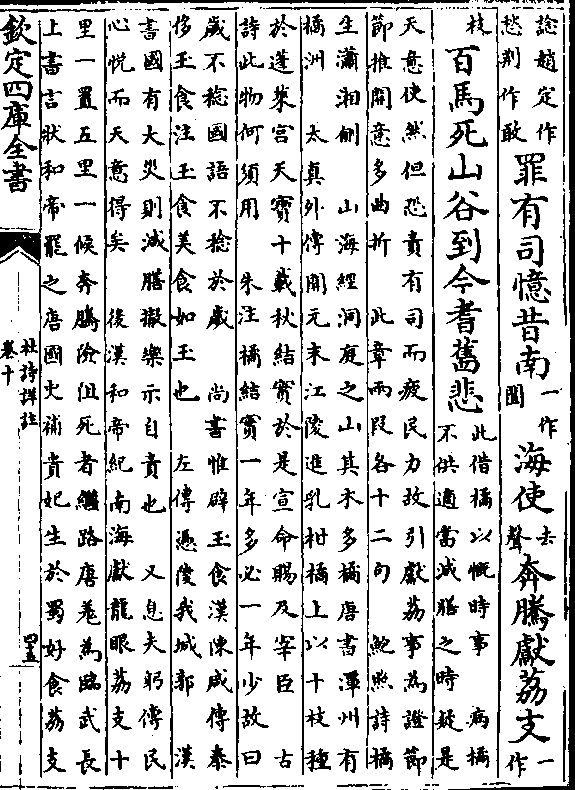 諗趙定作
愁荆作敢
罪有司憶昔南
一作
海使
去
聲
奔騰獻荔支
一
作
枝
百馬死山谷到今耆舊悲
此借橘以慨時事 病橘
不供適當減膳之時疑是
天意使然但恐責有司而疲民力故引獻荔事為證節
節推開意多曲折 此章兩段各十二句 鮑照詩橘
生瀟湘側 山海經洞庭之山其木多橘唐書潭州有
橘洲 太真外傳開元末江陵進乳柑橘上以十枝種
於蓬萊宮天寶十載秋結實於是宣命賜及宰臣 古
詩此物何須用 朱注橘結實一年多必一年少故曰
歲不稔國語不稔於歲 尚書惟辟玉食漢陳咸傳奏
侈玉食注玉食美食如玉也 左傳憑陵我城郭 漢
書國有大災則減膳撤樂示自責也 又息夫躬傳民
心悦而天意得矣 後漢和帝紀南海獻龍眼荔支十
里一置五里一候奔騰險阻死者繼路唐羗為臨武長
上書言狀和帝罷之唐國史補貴妃生於蜀好食荔支
欽定四庫全書
杜詩詳註
卷十